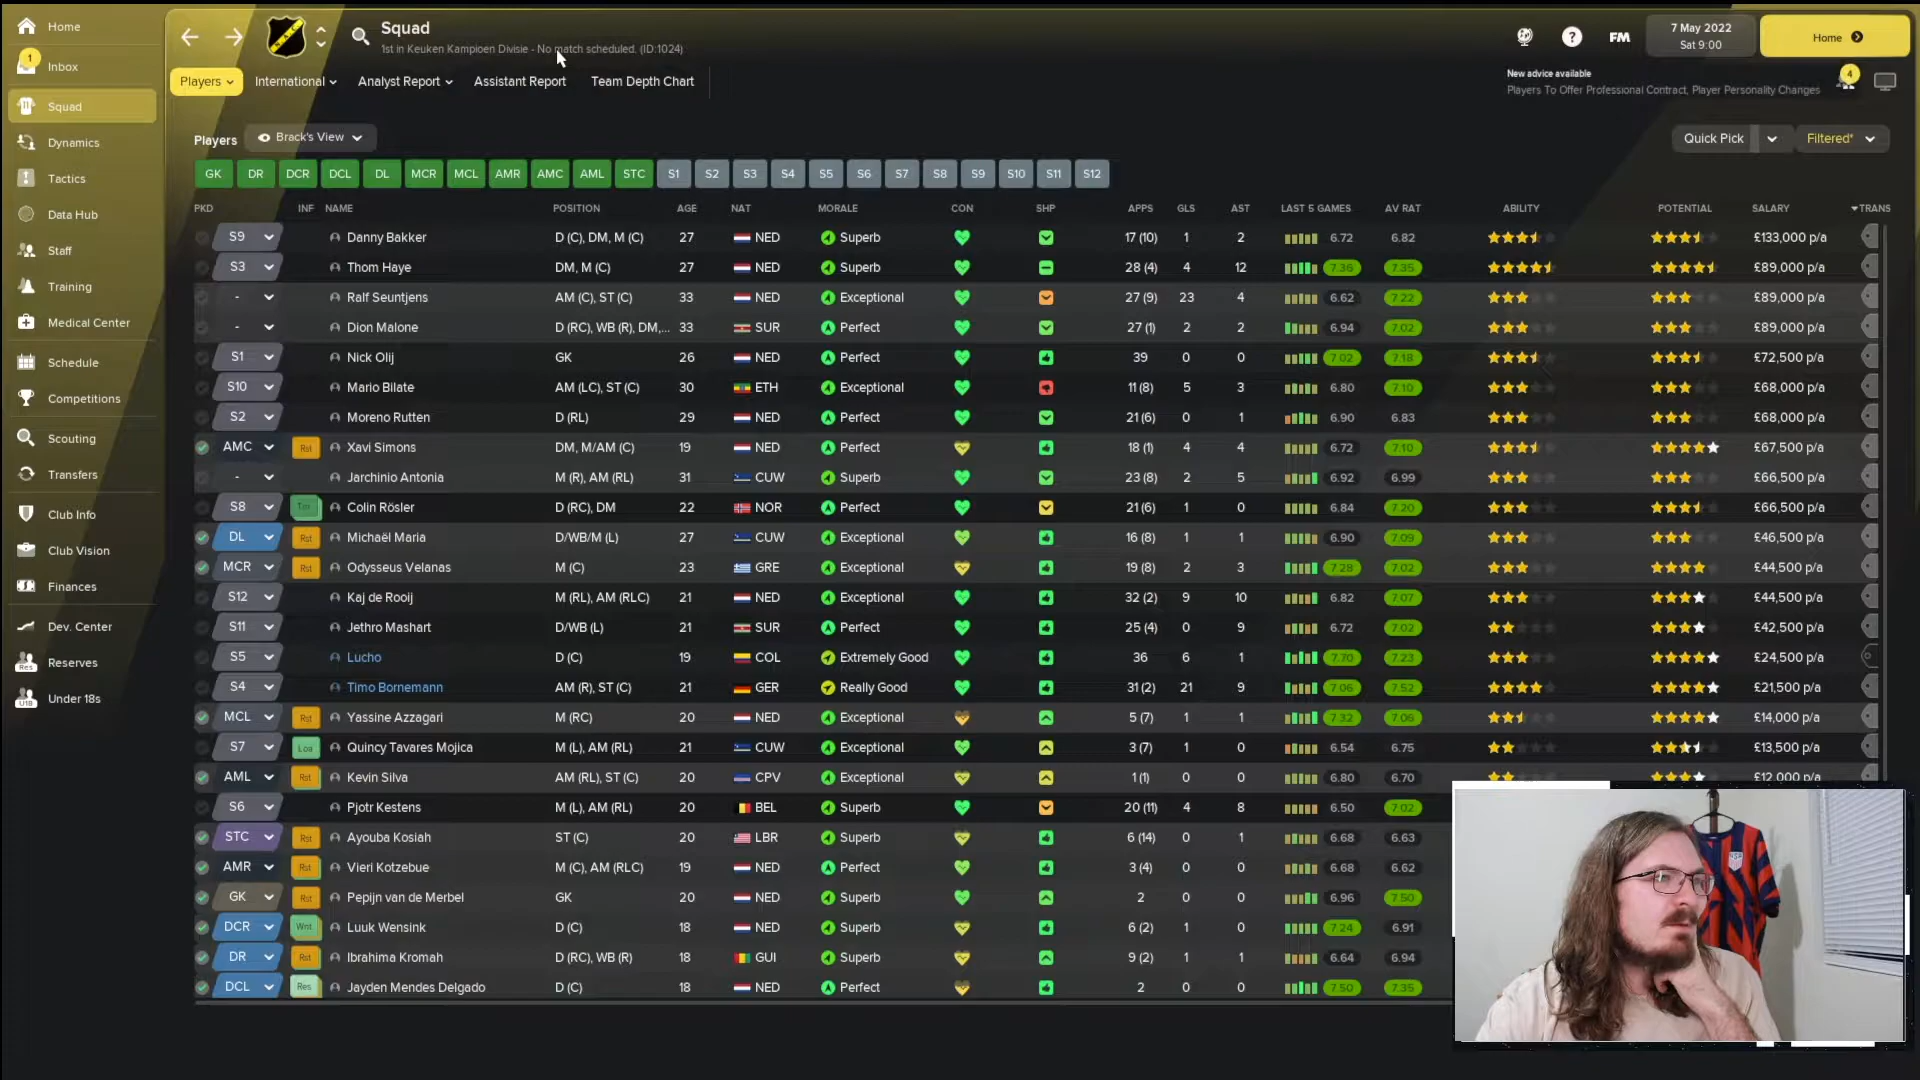 Home
Inbox
1
Squad
Dynamics
Tactics
Data Hub
Staff
Training
Medical Center
Schedule
Competitions
Scouting
Transfers
Club Info
Club Vision
Finances
Dev. Center
Reserves
Under 18s
Squad
1st in Keuken Kampioen Divisie - No match scheduled. (ID:1024)
FM
7 May 2022
Sat 9:00
Home
Players International Analyst Report Assistant Report Team Depth Chart
New advice available
Players To Offer Professional Contract, Player Personality Changes
4
Players Brack's View
Quick Pick Filtered*
GK DR DCR DCL DL MCR MCL AMR AMC AML STC S1 S2 S3 S4 S5 S6 S7 S8 S9 S10 S11 S12
PKD INF NAME POSITION AGE NAT MORALE CON SHP APPS GLS AST LAST 5 GAMES AV RAT ABILITY POTENTIAL SALARY TRANS
S9 Danny Bakker D (C), DM, M (C) 27 NED Superb 17 (10) 1 2 6.72 6.82 £133,000 p/a
S3 Thom Haye DM, M (C) 27 NED Superb 28 (4) 4 12 7.36 7.35 £89,000 p/a
- Ralf Seuntjens AM (C), ST (C) 33 NED Exceptional 27 (9) 23 4 6.62 7.22 £89,000 p/a
- Dion Malone D (RC), WB (R), DM,... 33 SUR Perfect 27 (1) 2 2 6.94 7.02 £89,000 p/a
S1 Nick Olij GK 26 NED Perfect 39 0 0 7.02 7.18 £72,500 p/a
S10 Mario Bilate AM (LC), ST (C) 30 ETH Exceptional 11 (8) 5 3 6.80 7.10 £68,000 p/a
S2 Moreno Rutten D (RL) 29 NED Perfect 21 (6) 0 1 6.90 6.83 £68,000 p/a
AMC Rst Xavi Simons DM, M/AM (C) 19 NED Perfect 18 (1) 4 4 6.72 7.10 £67,500 p/a
- Jarchinio Antonia M (R), AM (RL) 31 CUW Superb 23 (8) 2 5 6.92 6.99 £66,500 p/a
S8 Colin Rösler D (RC), DM 22 NOR Perfect 21 (6) 1 0 6.84 7.20 £66,500 p/a
DL Rst Michaël Maria D/WB/M (L) 27 CUW Exceptional 16 (8) 1 1 6.90 7.09 £46,500 p/a
MCR Rst Odysseus Velanas M (C) 23 GRE Exceptional 19 (8) 2 3 7.28 7.02 £44,500 p/a
S12 Kaj de Rooij M (RL), AM (RLC) 21 NED Exceptional 32 (2) 9 10 6.82 7.07 £44,500 p/a
S11 Jethro Mashart D/WB (L) 21 SUR Perfect 25 (4) 0 9 6.72 7.02 £42,500 p/a
S5 Lucho D (C) 19 COL Extremely Good 36 6 1 7.70 7.23 £24,500 p/a
S4 Timo Bornemann AM (R), ST (C) 21 GER Really Good 31 (2) 21 9 7.06 7.52 £21,500 p/a
MCL Rst Yassine Azzagari M (RC) 20 NED Exceptional 5 (7) 1 1 7.32 7.06 £14,000 p/a
S7 Loa Quincy Tavares Mojica M (L), AM (RL) 21 CUW Exceptional 3 (7) 1 0 6.54 6.75 £13,500 p/a
AML Rst Kevin Silva AM (RL), ST (C) 20 CPV Exceptional 1 (1) 0 0 6.80 6.70 £12,000 p/a
S6 Pjotr Kestens M (L), AM (RL) 20 BEL Superb 20 (11) 4 8 6.50 7.02
STC Rst Ayouba Kosiah ST (C) 20 LBR Superb 6 (14) 0 1 6.68 6.63
AMR Rst Vieri Kotzebue M (C), AM (RLC) 19 NED Perfect 3 (4) 0 0 6.68 6.62
GK Rst Pepijn van de Merbel GK 20 NED Superb 2 0 0 6.96 7.50
DCR Wnt Luuk Wensink D (C) 18 NED Superb 6 (2) 1 0 7.24 6.91
DR Rst Ibrahima Kromah D (RC), WB (R) 18 GUI Superb 9 (2) 1 1 6.64 6.94
DCL Res Jayden Mendes Delgado D (C) 18 NED Perfect 2 0 0 7.50 7.35